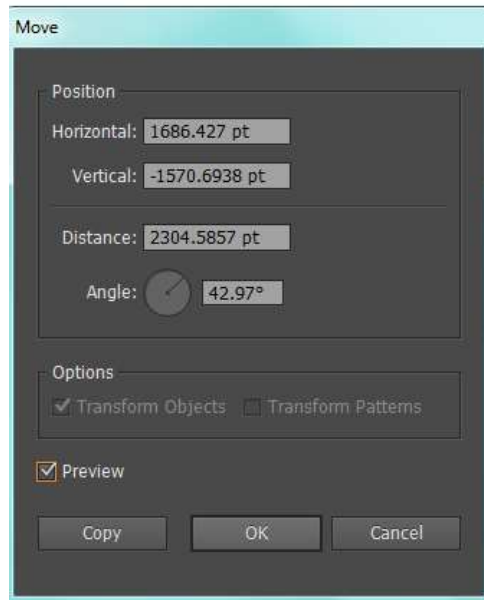 Move
Position
Horizontal: 1686.427 pt
Vertical: -1570.6938 pt
Distance: 2304.5857 pt
Angle: 42.97°
Options
Transform Objects Transform Patterns
Preview
Copy OK Cancel